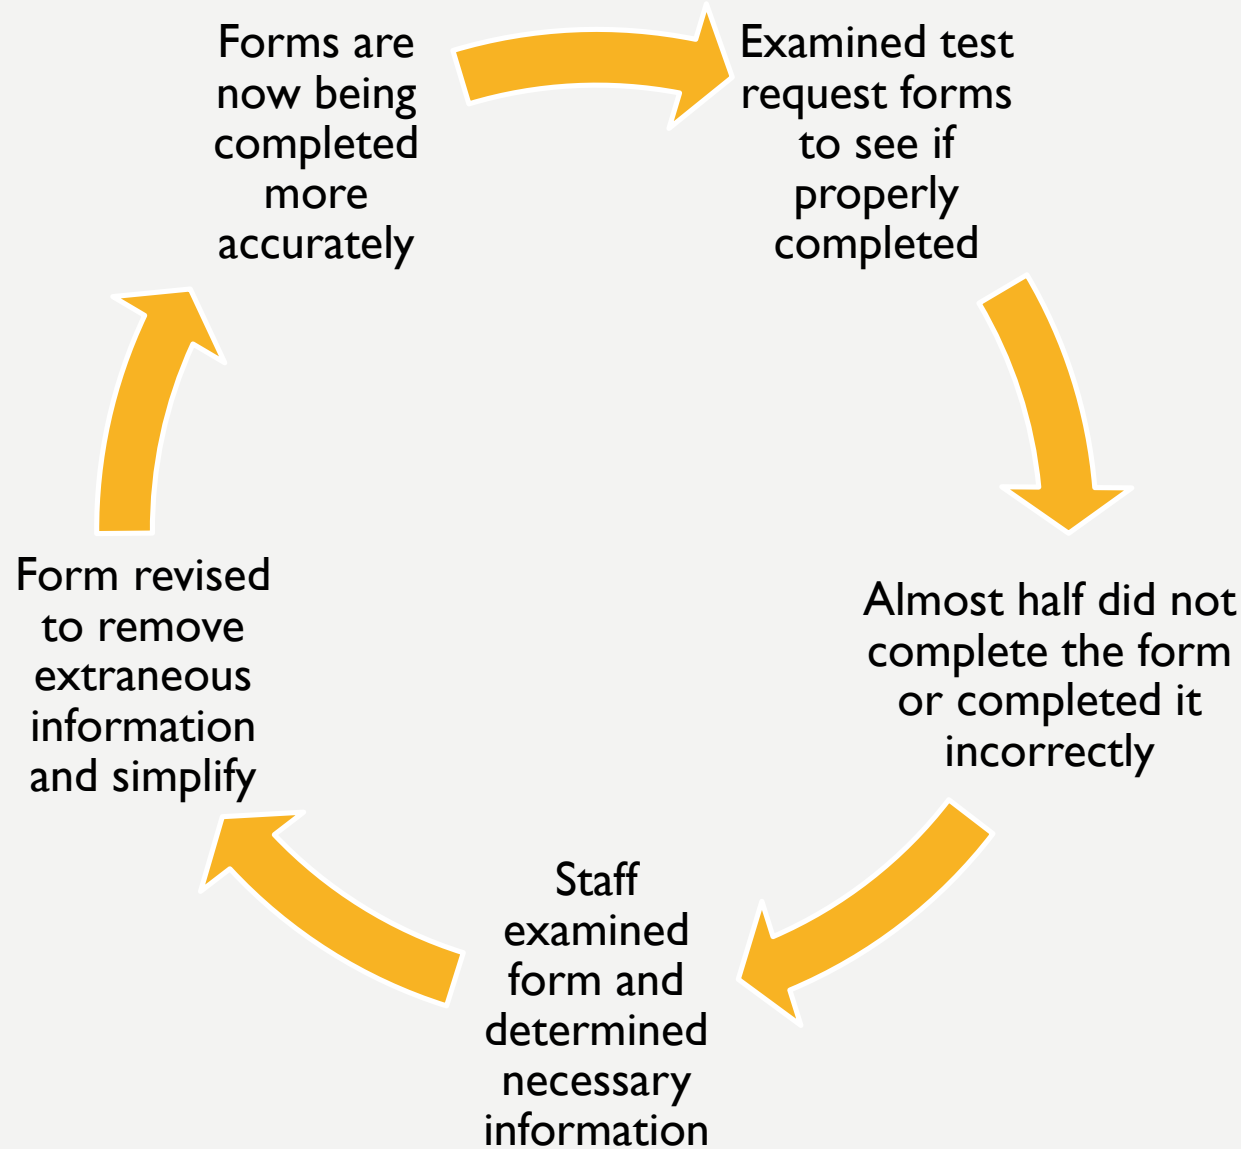 Forms are
now being
completed
more
accurately
Examined test
request forms
to see if
properly
completed
Almost half did not
complete the form
or completed it
incorrectly
Staff
examined
form and
determined
necessary
information
Form revised
to remove
extraneous
information
and simplify